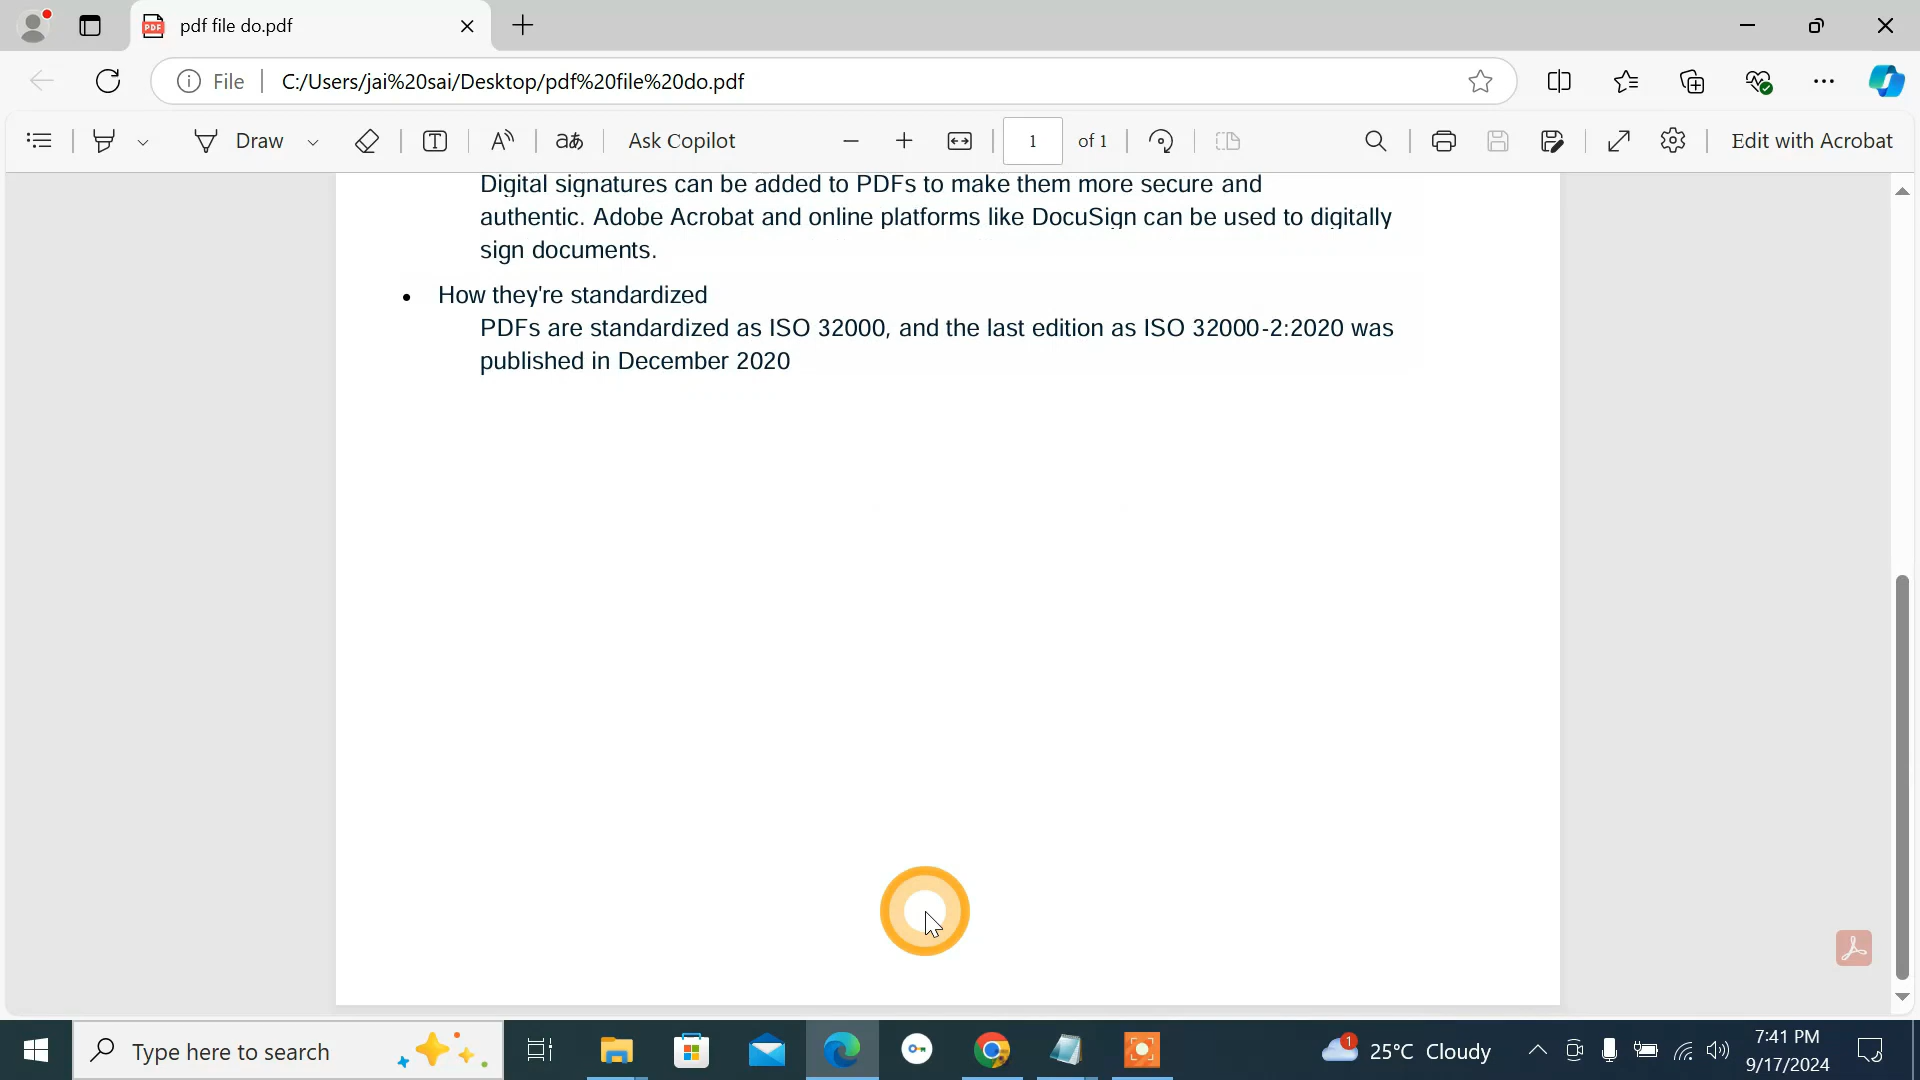 pdf file do.pdf
File
C:/Users/jai%20sai/Desktop/pdf%20file%20do.pdf
Draw
Ask Copilot
1 of 1
Edit with Acrobat
Digital signatures can be added to PDFs to make them more secure and
authentic. Adobe Acrobat and online platforms like DocuSign can be used to digitally
sign documents.
• How they're standardized
PDFs are standardized as ISO 32000, and the last edition as ISO 32000-2:2020 was
published in December 2020
Type here to search
1
25°C Cloudy
7:41 PM
9/17/2024